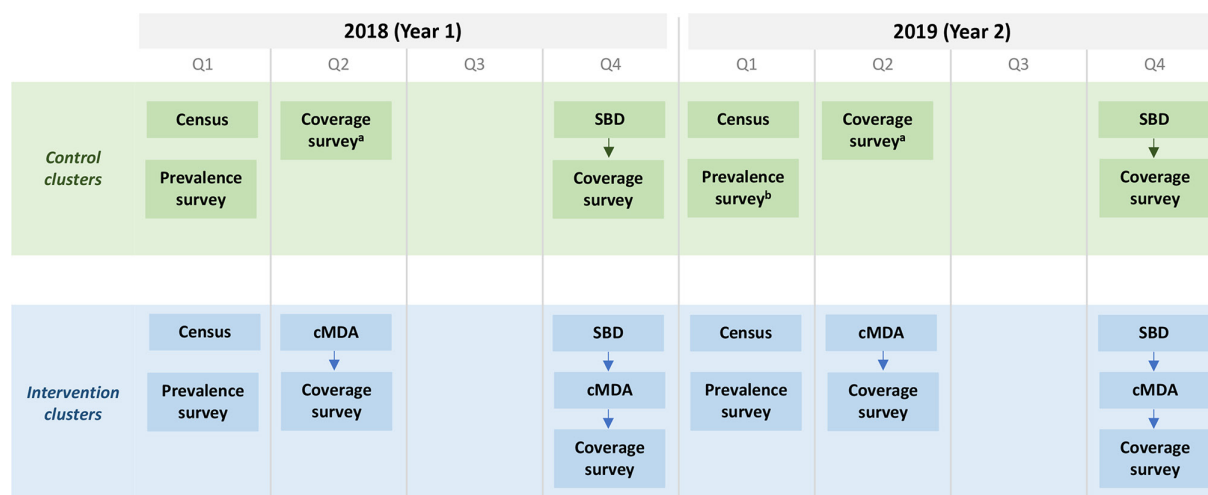 2018 (Year 1)
2019 (Year 2)
Q1
Q2
Q3
Q4
Q1
Q2
Q3
Q4
Control
clusters
Census
Prevalence
survey
Coverage
surveyᵃ
SBD
Coverage
survey
Census
Prevalence
surveyᵇ
Coverage
surveyᵃ
SBD
Coverage
survey
Intervention
clusters
Census
Prevalence
survey
cMDA
Coverage
survey
SBD
cMDA
Coverage
survey
Census
Prevalence
survey
cMDA
Coverage
survey
SBD
cMDA
Coverage
survey